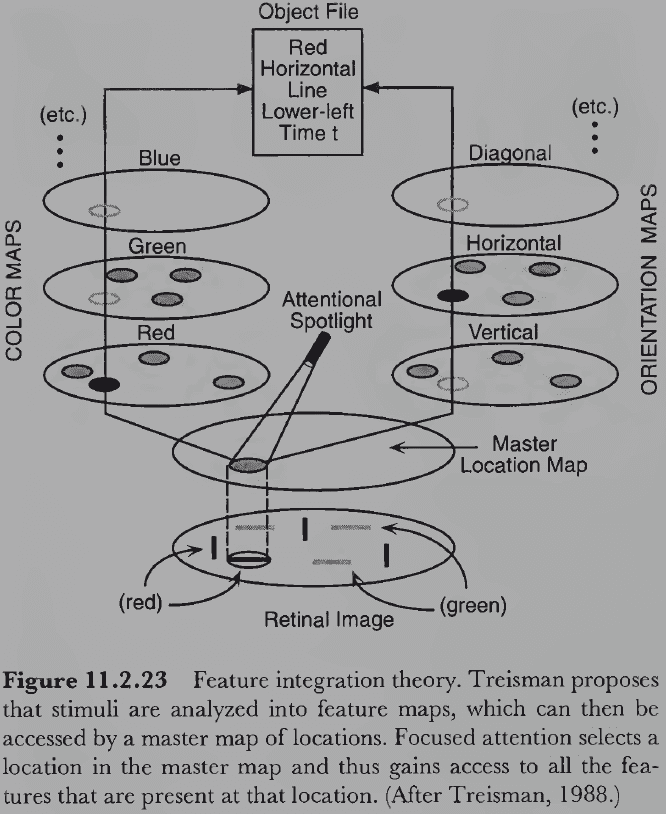 Object File
Red
Horizontal
Line
Lower-left
Time t
(etc.)
(etc.)
Blue
Diagonal
COLOR MAPS
ORIENTATION MAPS
Green
Horizontal
Attentional
Spotlight
Red
Vertical
Master
Location Map
(red)
(green)
Retinal Image
Figure 11.2.23 Feature integration theory. Treisman proposes
that stimuli are analyzed into feature maps, which can then be
accessed by a master map of locations. Focused attention selects a
location in the master map and thus gains access to all the fea-
tures that are present at that location. (After Treisman, 1988.)